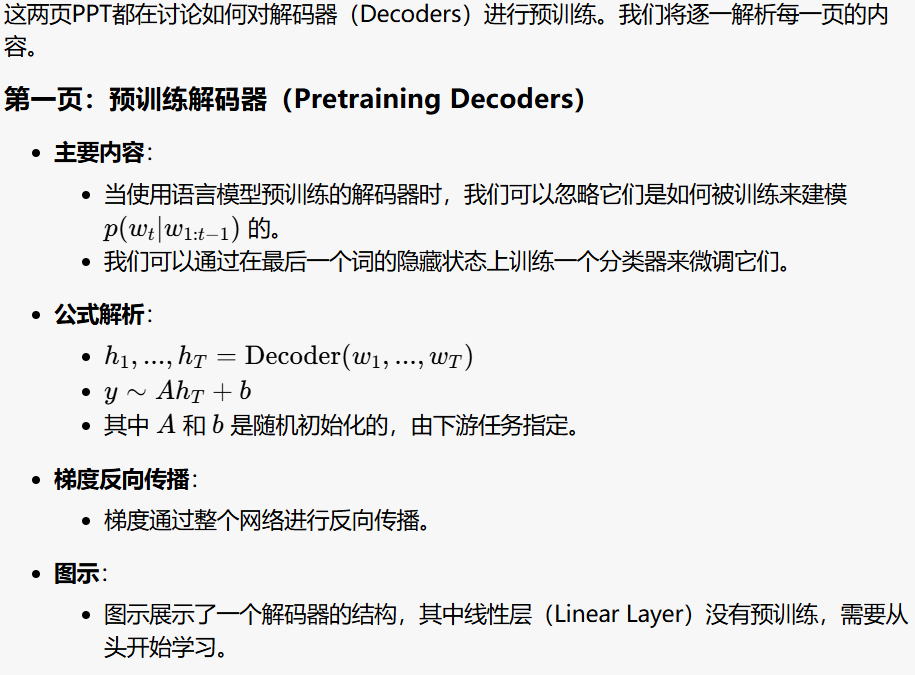 这两页PPT都在讨论如何对解码器（Decoders）进行预训练。我们将逐一解析每一页的内
容。
第一页：预训练解码器（Pretraining Decoders）
• 主要内容：
• 当使用语言模型预训练的解码器时，我们可以忽略它们是如何被训练来建模
p(w_t|w_{1:t−1}) 的。
• 我们可以通过在最后一个词的隐藏状态上训练一个分类器来微调它们。
• 公式解析：
• h_1, ..., h_T = Decoder(w_1, ..., w_T)
• y ∼ Ah_T + b
• 其中 A 和 b 是随机初始化的，由下游任务指定。
• 梯度反向传播：
• 梯度通过整个网络进行反向传播。
• 图示：
• 图示展示了一个解码器的结构，其中线性层（Linear Layer）没有预训练，需要从
头开始学习。